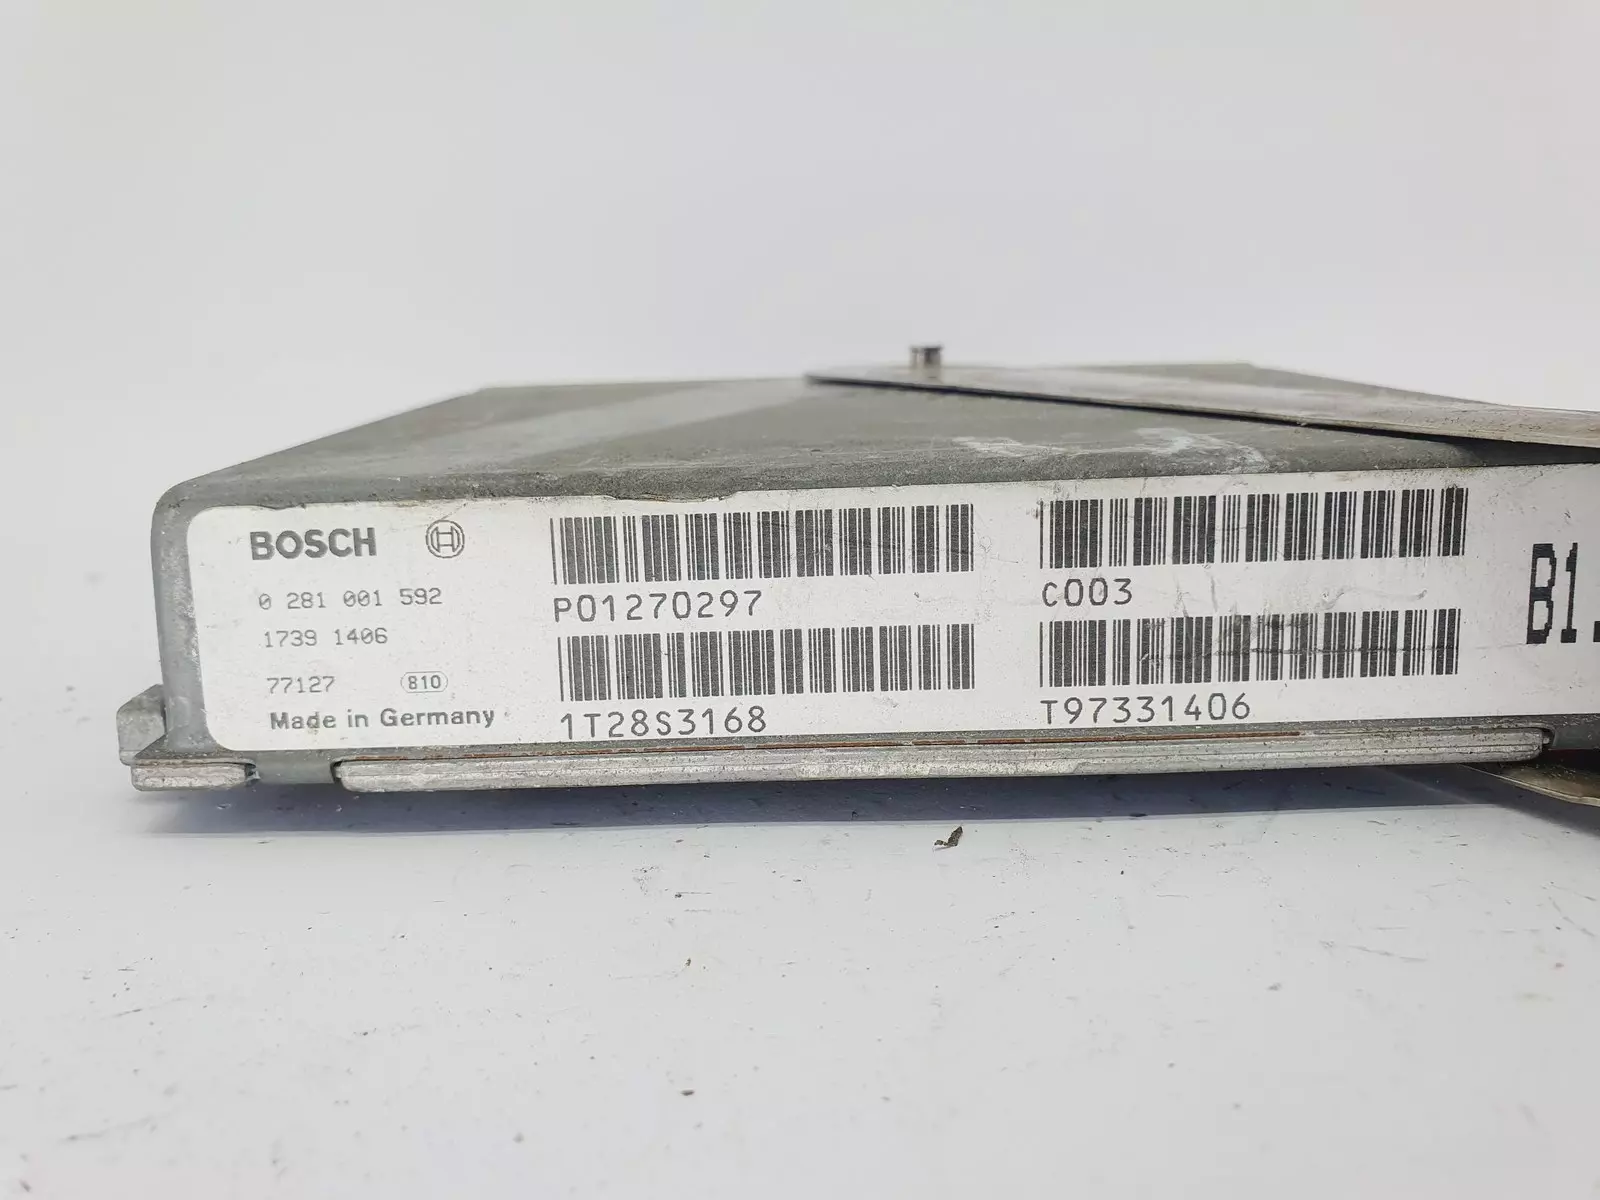 BOSCH
0 281 001 592
1739 1406
77127 810
Made in Germany
P01270297
1T28S3168
C003
T97331406
B1.